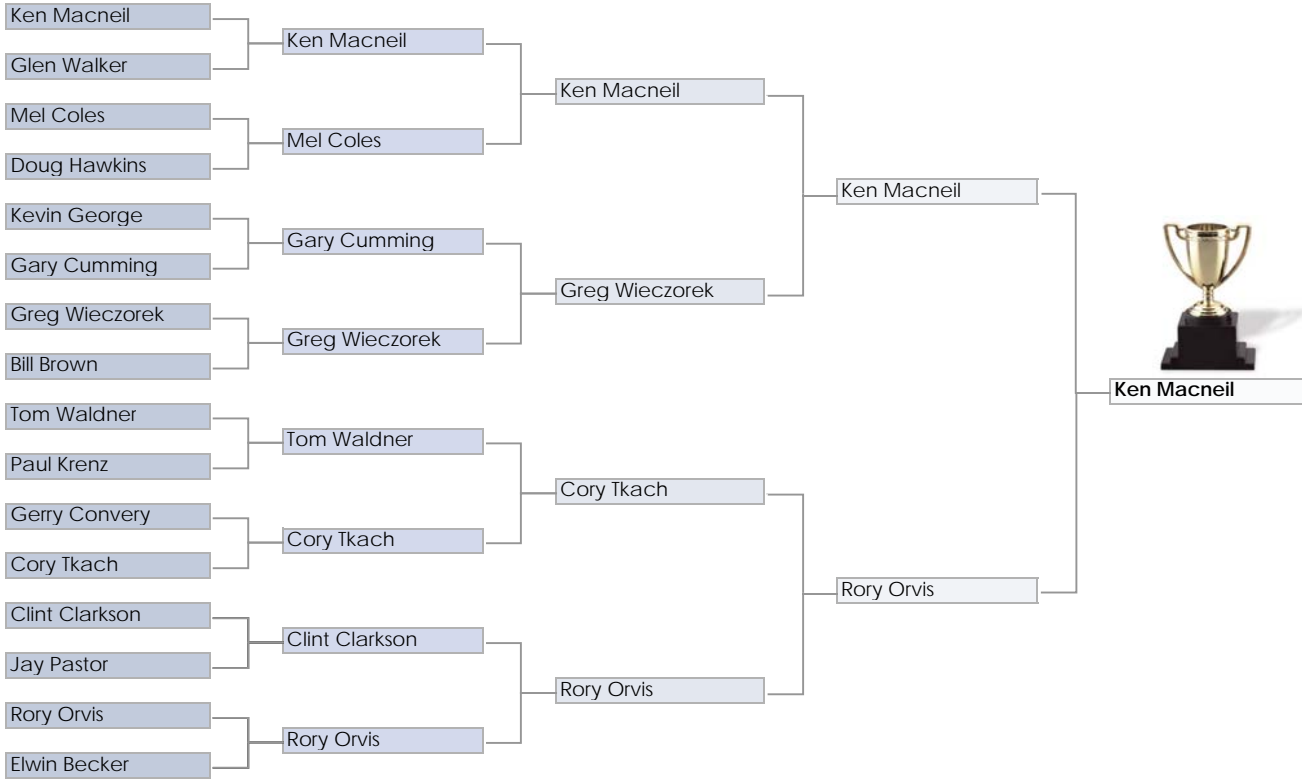 Ken Macneil
Glen Walker
Mel Coles
Doug Hawkins
Kevin George
Gary Cumming
Greg Wieczorek
Bill Brown
Tom Waldner
Paul Krenz
Gerry Convery
Cory Tkach
Clint Clarkson
Jay Pastor
Rory Orvis
Elwin Becker
Ken Macneil
Mel Coles
Gary Cumming
Greg Wieczorek
Tom Waldner
Cory Tkach
Clint Clarkson
Rory Orvis
Ken Macneil
Greg Wieczorek
Cory Tkach
Rory Orvis
Ken Macneil
Rory Orvis
Ken Macneil